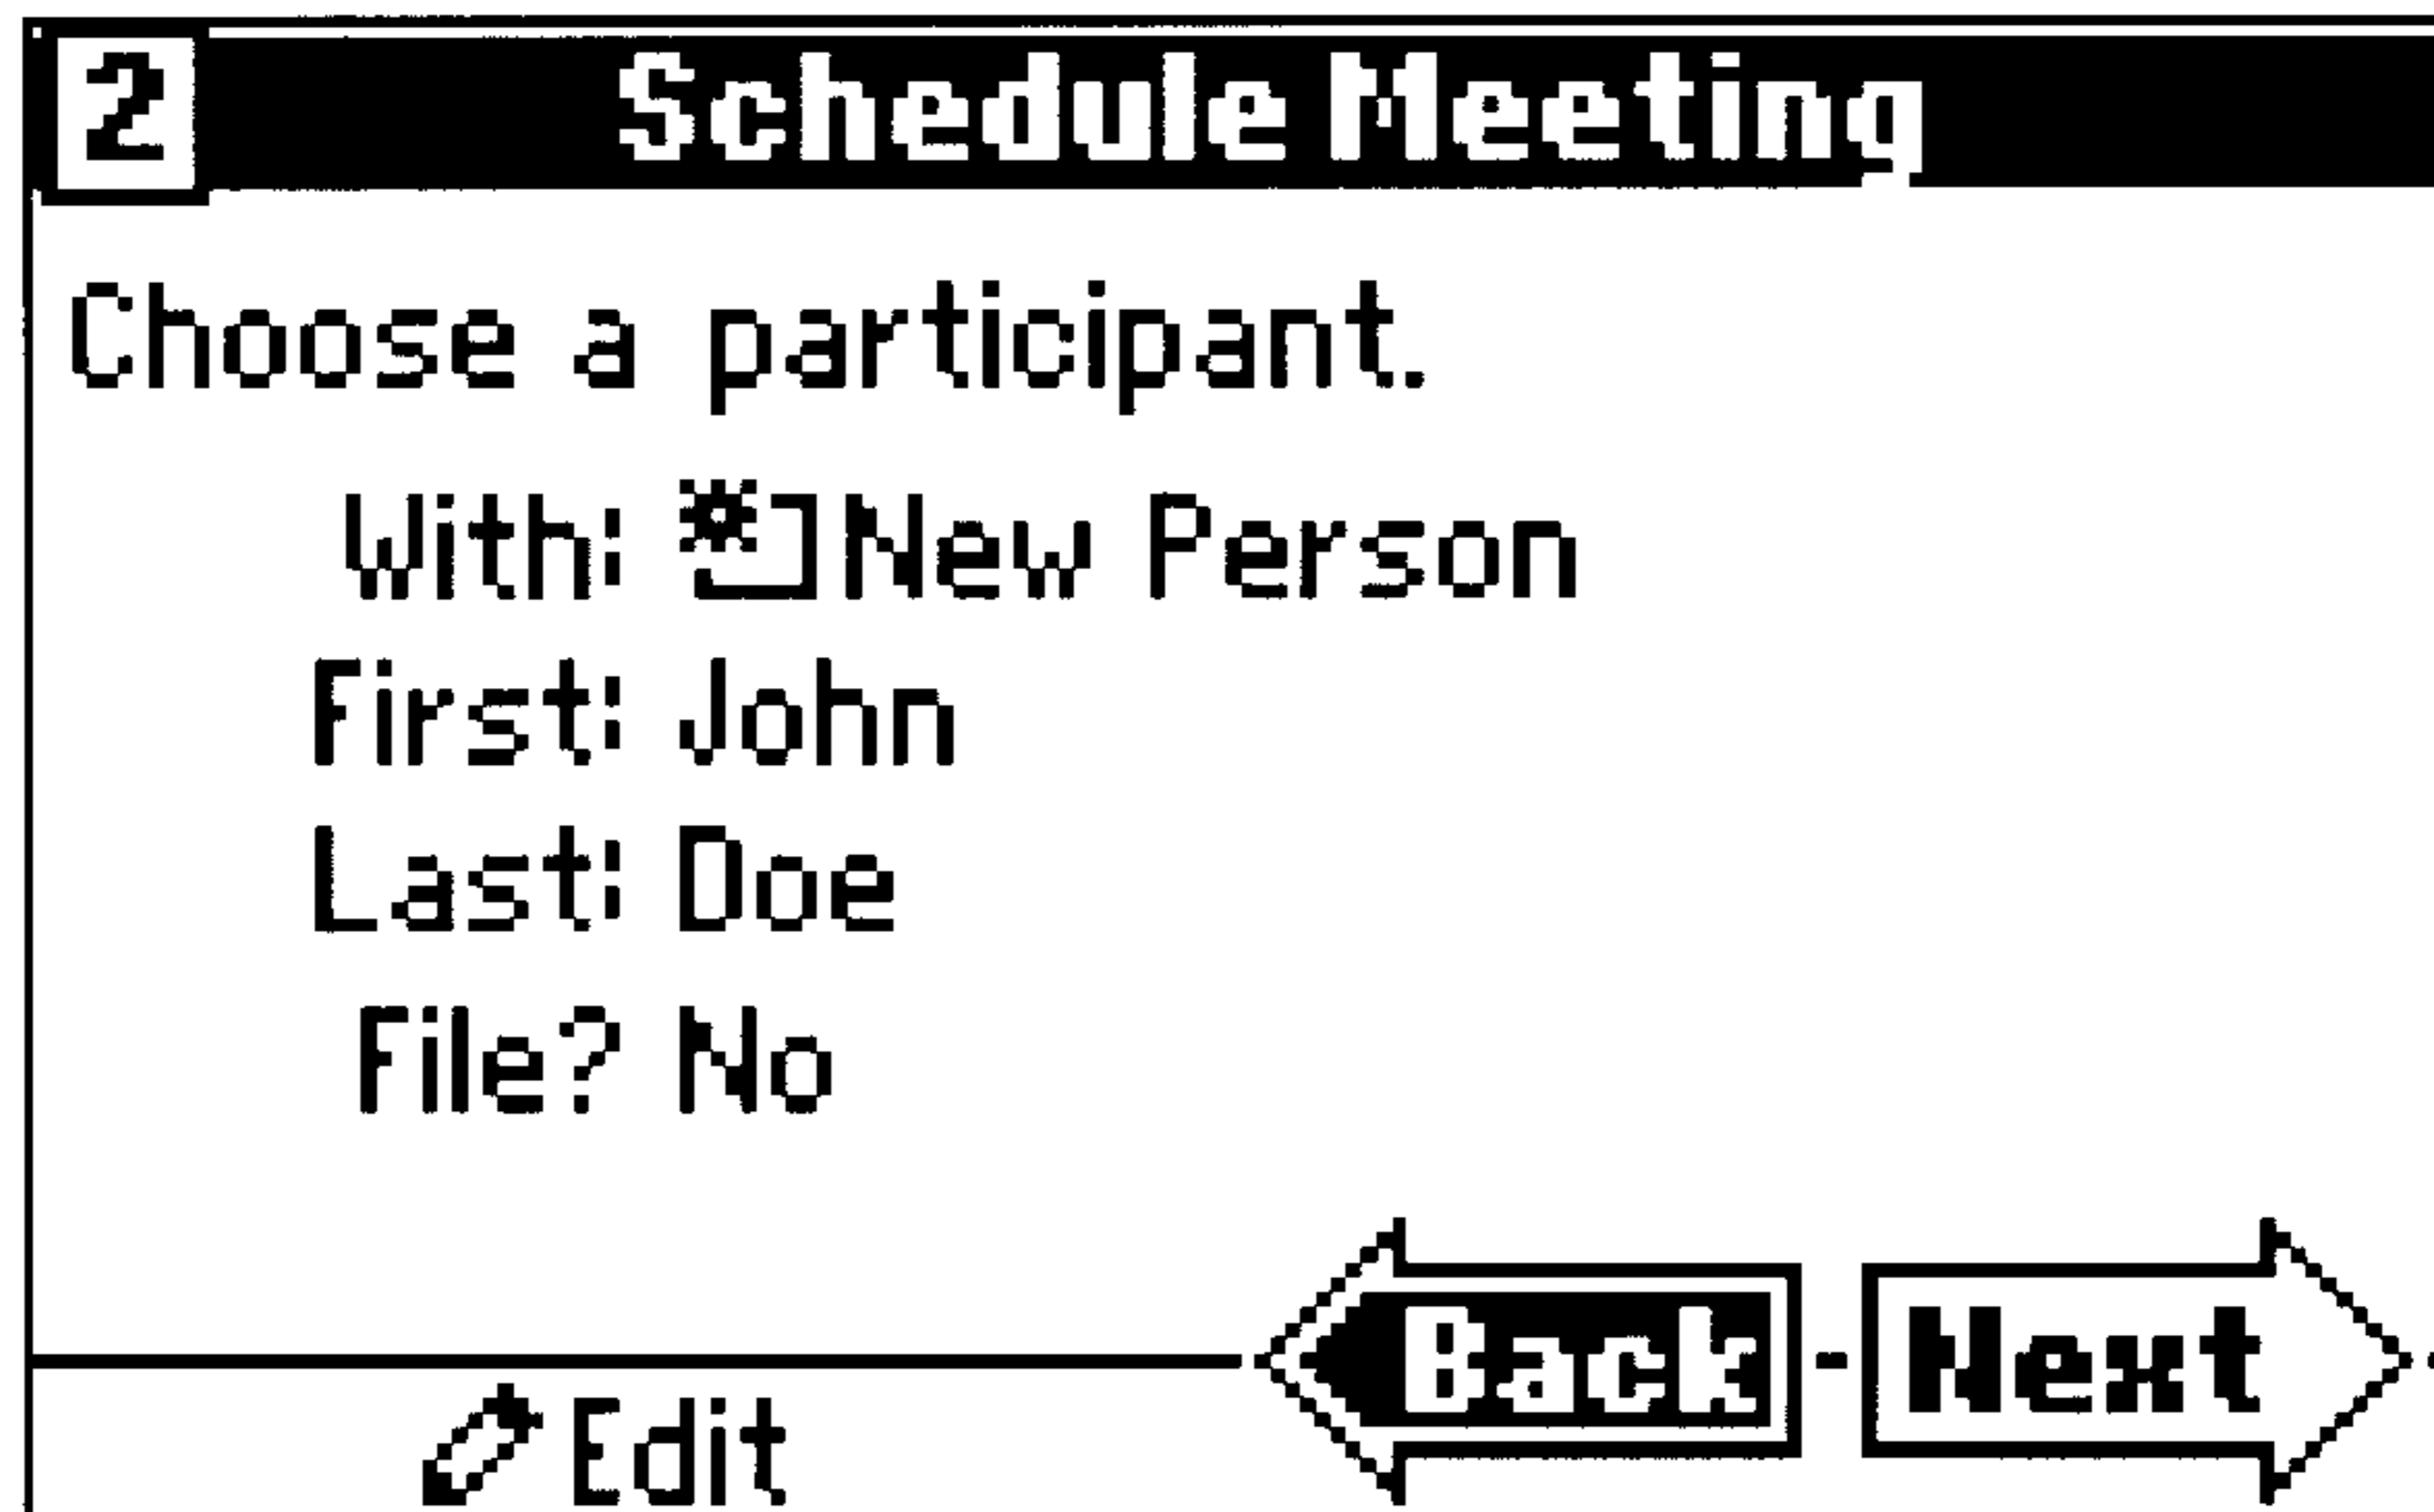 2 Schedule Meeting
Choose a participant.
With: New Person
First: John
Last: Doe
File? No
Back Next
Edit